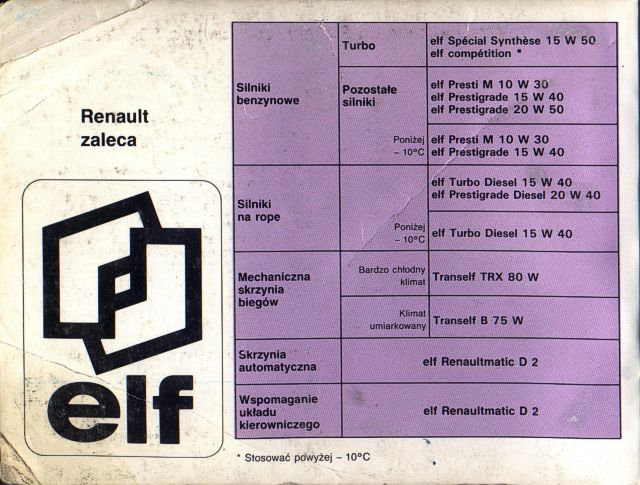 Renault
zaleca
elf
Silniki
benzynowe
Turbo
elf Spécial Synthèse 15 W 50
elf compétition *
Pozostałe
silniki
elf Presti M 10 W 30
elf Prestigrade 15 W 40
elf Prestigrade 20 W 50
Poniżej
– 10°C
elf Presti M 10 W 30
elf Prestigrade 15 W 40
Silniki
na ropę
elf Turbo Diesel 15 W 40
elf Prestigrade Diesel 20 W 40
Poniżej
– 10°C
elf Turbo Diesel 15 W 40
Mechaniczna
skrzynia
biegów
Bardzo chłodny
klimat
Tranself TRX 80 W
Klimat
umiarkowany
Tranself B 75 W
Skrzynia
automatyczna
elf Renaultmatic D 2
Wspomaganie
układu
kierowniczego
elf Renaultmatic D 2
* Stosować powyżej – 10°C